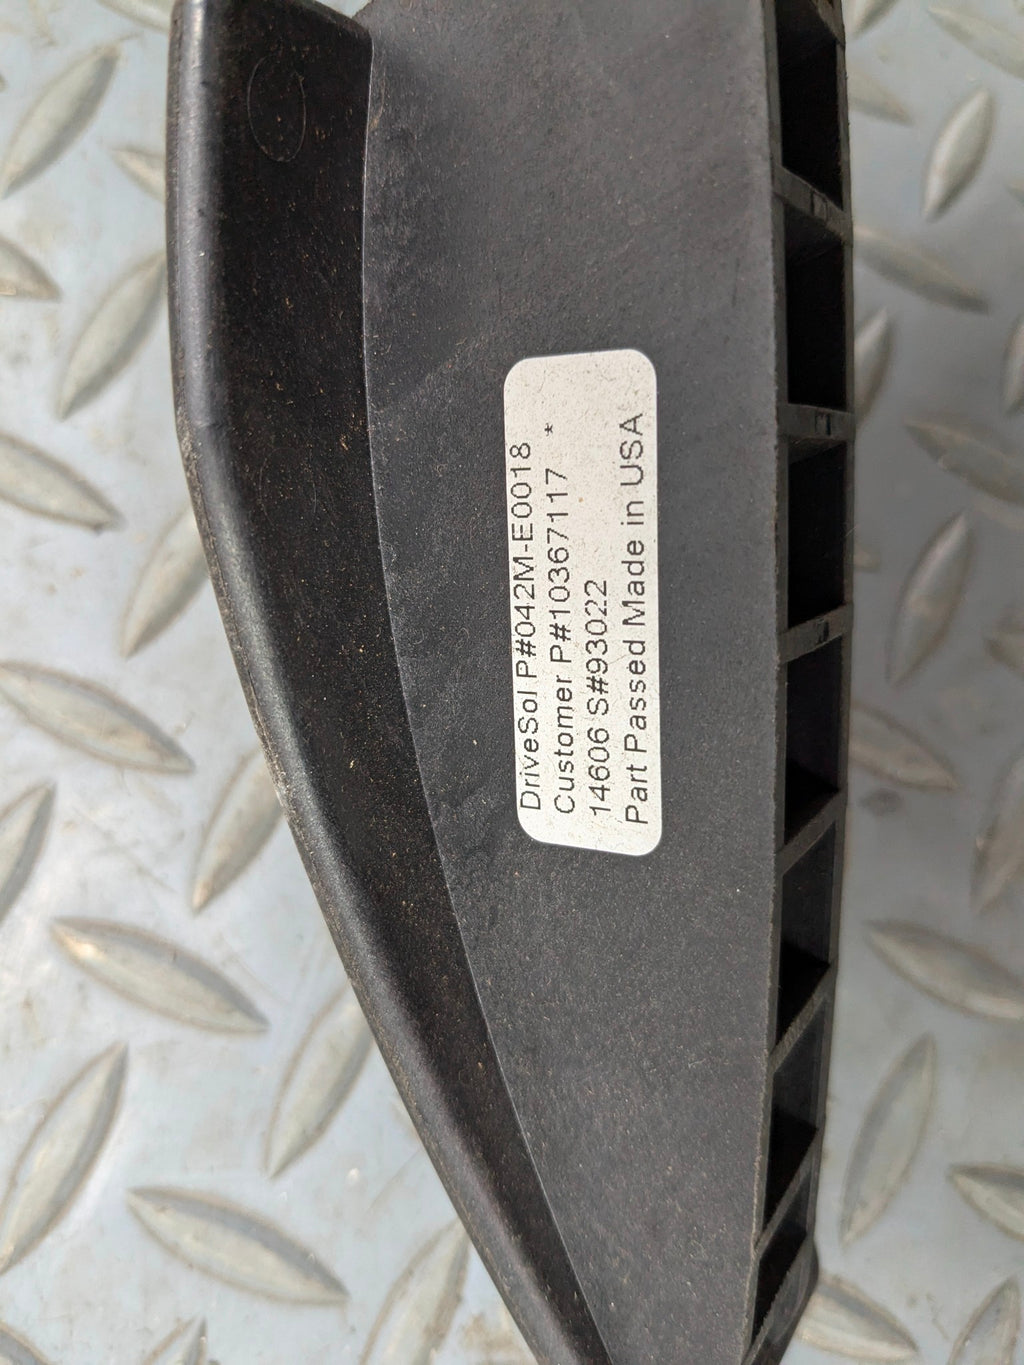 DriveSol P#042M-E0018
Customer P#10367117 *
14606 S#93022
Part Passed Made in USA